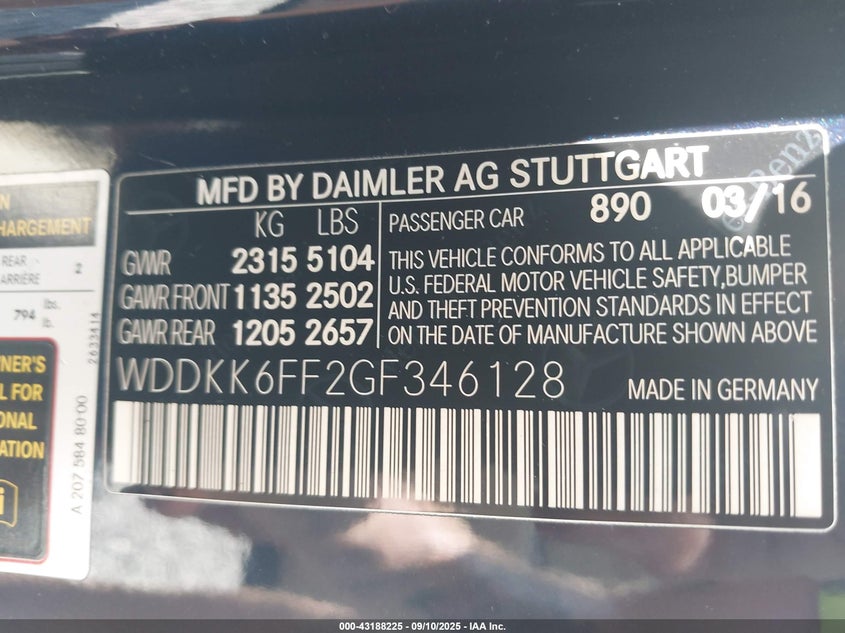 MFD BY DAIMLER AG STUTTGART
KG LBS
GVWR 2315 5104
GAWR FRONT 1135 2502
GAWR REAR 1205 2657
PASSENGER CAR 890 03/16
THIS VEHICLE CONFORMS TO ALL APPLICABLE
U.S. FEDERAL MOTOR VEHICLE SAFETY,BUMPER
AND THEFT PREVENTION STANDARDS IN EFFECT
ON THE DATE OF MANUFACTURE SHOWN ABOVE
WDDKK6FF2GF346128
MADE IN GERMANY
REAR
2
794 lbs.
lb.
2633414
A 207 584 80 00
000-43188225 - 09/10/2025 - IAA Inc.